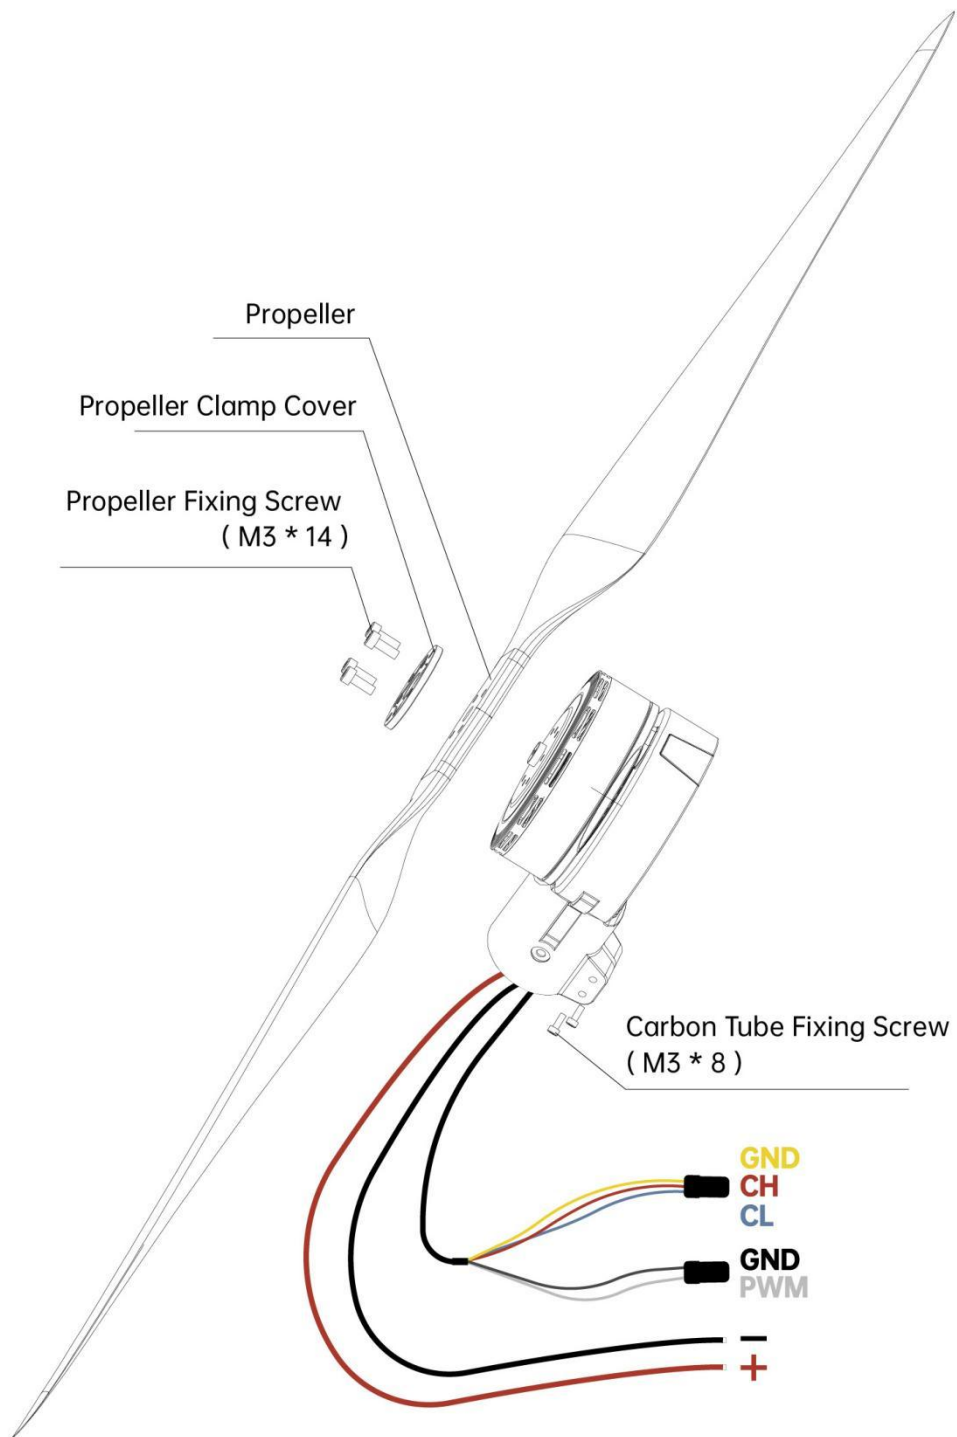 Propeller
Propeller Clamp Cover
Propeller Fixing Screw
( M3 * 14 )
Carbon Tube Fixing Screw
( M3 * 8 )
GND
CH
CL
GND
PWM
−
+